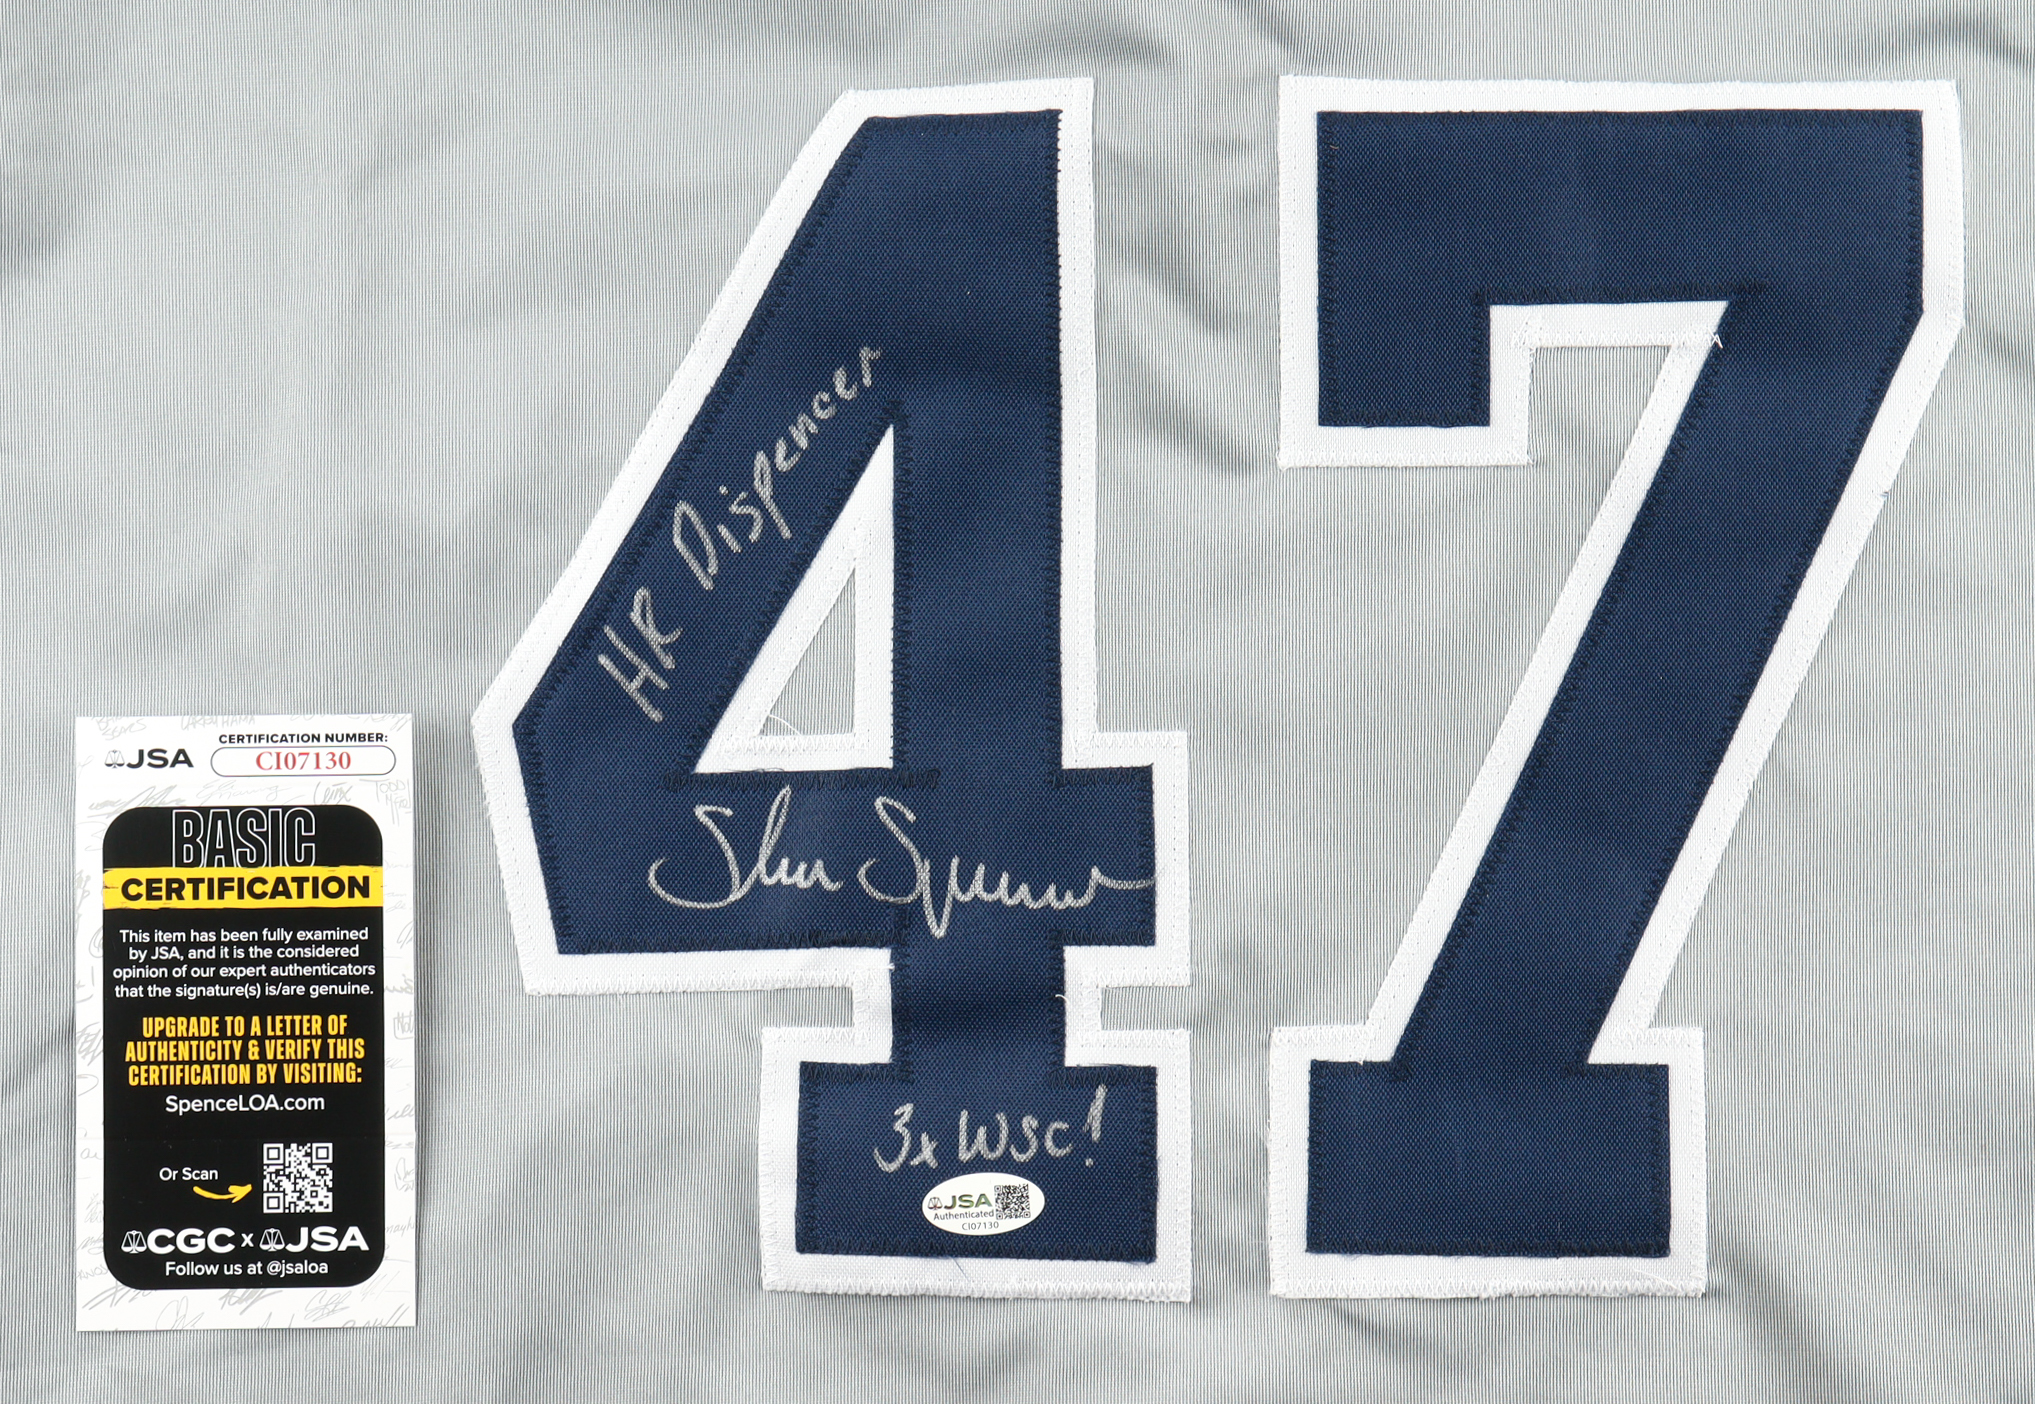 47
HR Dispencer
Shane Spencer
3x WSC!
JSA
Authenticated
CI07130
JSA
CERTIFICATION NUMBER:
CI07130
BASIC
CERTIFICATION
This item has been fully examined
by JSA, and it is the considered
opinion of our expert authenticators
that the signature(s) is/are genuine.
UPGRADE TO A LETTER OF
AUTHENTICITY & VERIFY THIS
CERTIFICATION BY VISITING:
SpenceLOA.com
Or Scan
CGC x JSA
Follow us at @jsaloa